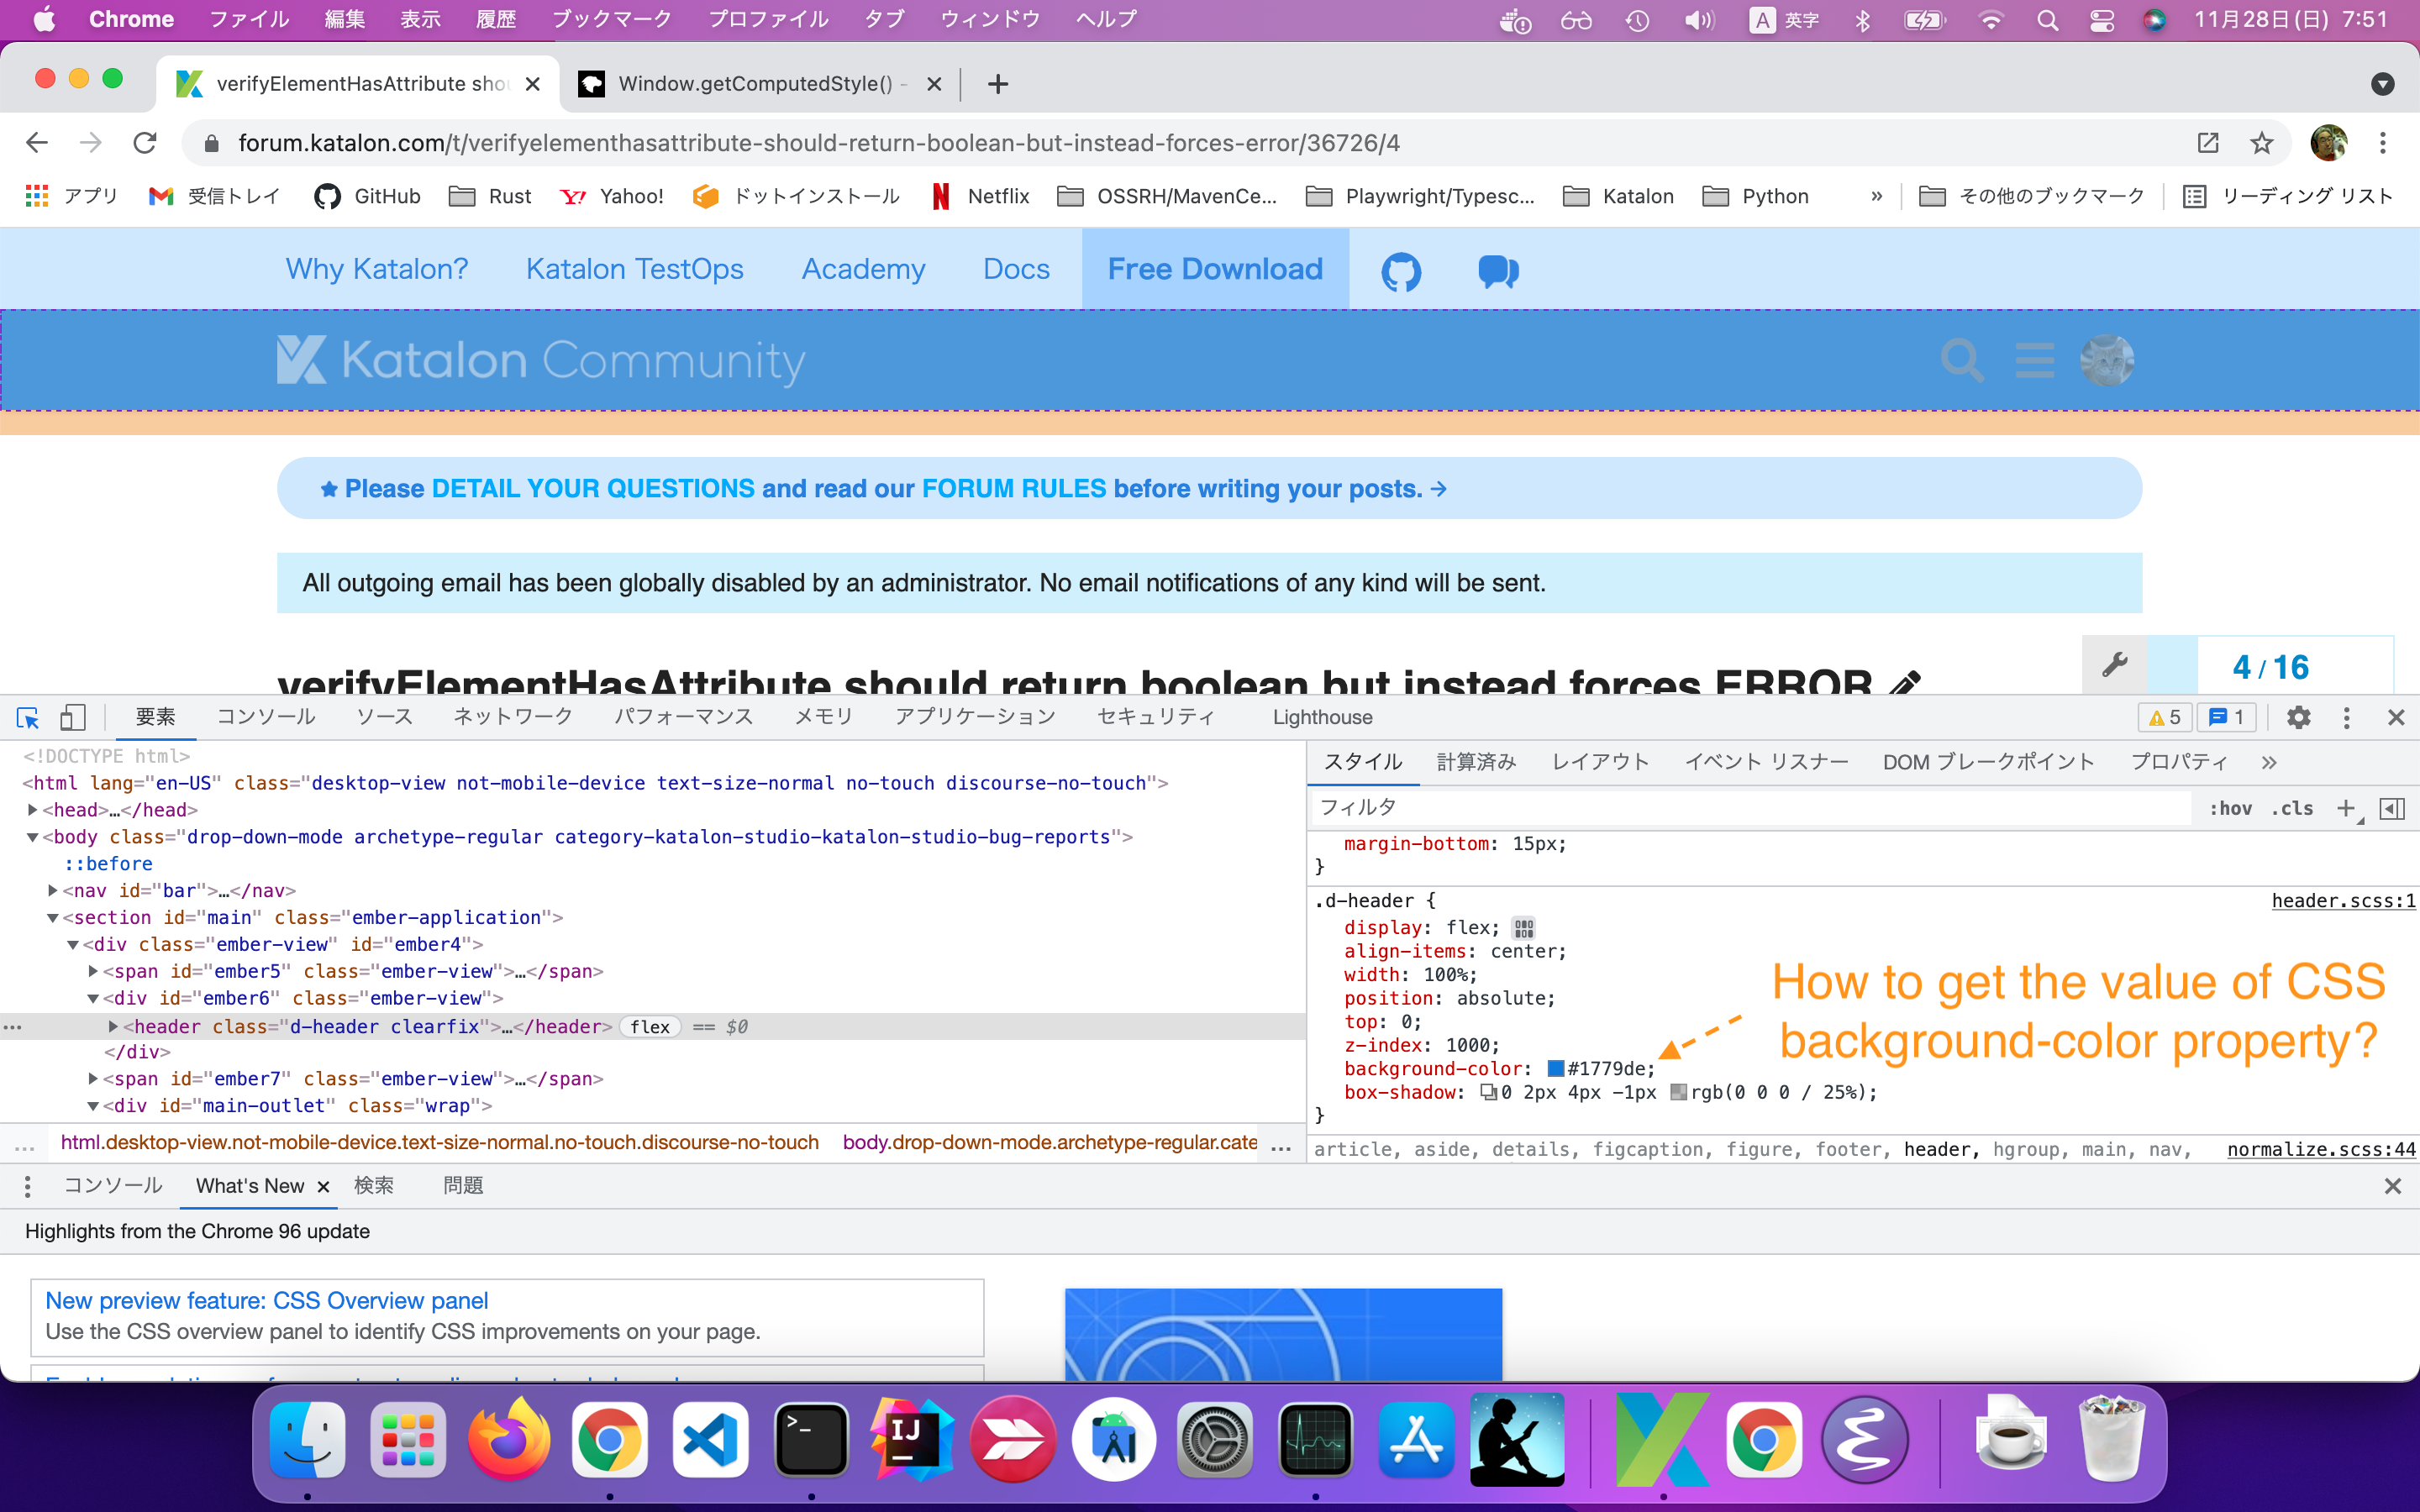 Chrome ファイル 編集 表示 履歴 ブックマーク プロファイル タブ ウィンドウ ヘルプ A 英字 11月28日(日) 7:51
verifyElementHasAttribute shou Window.getComputedStyle() -
forum.katalon.com/t/verifyelementhasattribute-should-return-boolean-but-instead-forces-error/36726/4
アプリ 受信トレイ GitHub Rust Yahoo! ドットインストール Netflix OSSRH/MavenCe... Playwright/Typesc... Katalon Python » その他のブックマーク リーディング リスト
Why Katalon? Katalon TestOps Academy Docs Free Download
Katalon Community
Please DETAIL YOUR QUESTIONS and read our FORUM RULES before writing your posts. →
All outgoing email has been globally disabled by an administrator. No email notifications of any kind will be sent.
verifyElementHasAttribute should return boolean but instead forces ERROR
4 / 16
要素 コンソール ソース ネットワーク パフォーマンス メモリ アプリケーション セキュリティ Lighthouse 5 1
<!DOCTYPE html>
<html lang="en-US" class="desktop-view not-mobile-device text-size-normal no-touch discourse-no-touch">
<head>…</head>
<body class="drop-down-mode archetype-regular category-katalon-studio-katalon-studio-bug-reports">
::before
<nav id="bar">…</nav>
<section id="main" class="ember-application">
<div class="ember-view" id="ember4">
<span id="ember5" class="ember-view">…</span>
<div id="ember6" class="ember-view">
<header class="d-header clearfix">…</header> flex == $0
</div>
<span id="ember7" class="ember-view">…</span>
<div id="main-outlet" class="wrap">
... html.desktop-view.not-mobile-device.text-size-normal.no-touch.discourse-no-touch body.drop-down-mode.archetype-regular.cate ...
スタイル 計算済み レイアウト イベント リスナー DOM ブレークポイント プロパティ »
フィルタ :hov .cls +
margin-bottom: 15px;
}
.d-header { header.scss:1
display: flex;
align-items: center;
width: 100%;
position: absolute;
top: 0;
z-index: 1000;
background-color: #1779de;
box-shadow: 0 2px 4px -1px rgb(0 0 0 / 25%);
}
How to get the value of CSS
background-color property?
article, aside, details, figcaption, figure, footer, header, hgroup, main, nav, normalize.scss:44
コンソール What's New 検索 問題
Highlights from the Chrome 96 update
New preview feature: CSS Overview panel
Use the CSS overview panel to identify CSS improvements on your page.
>_ IJ